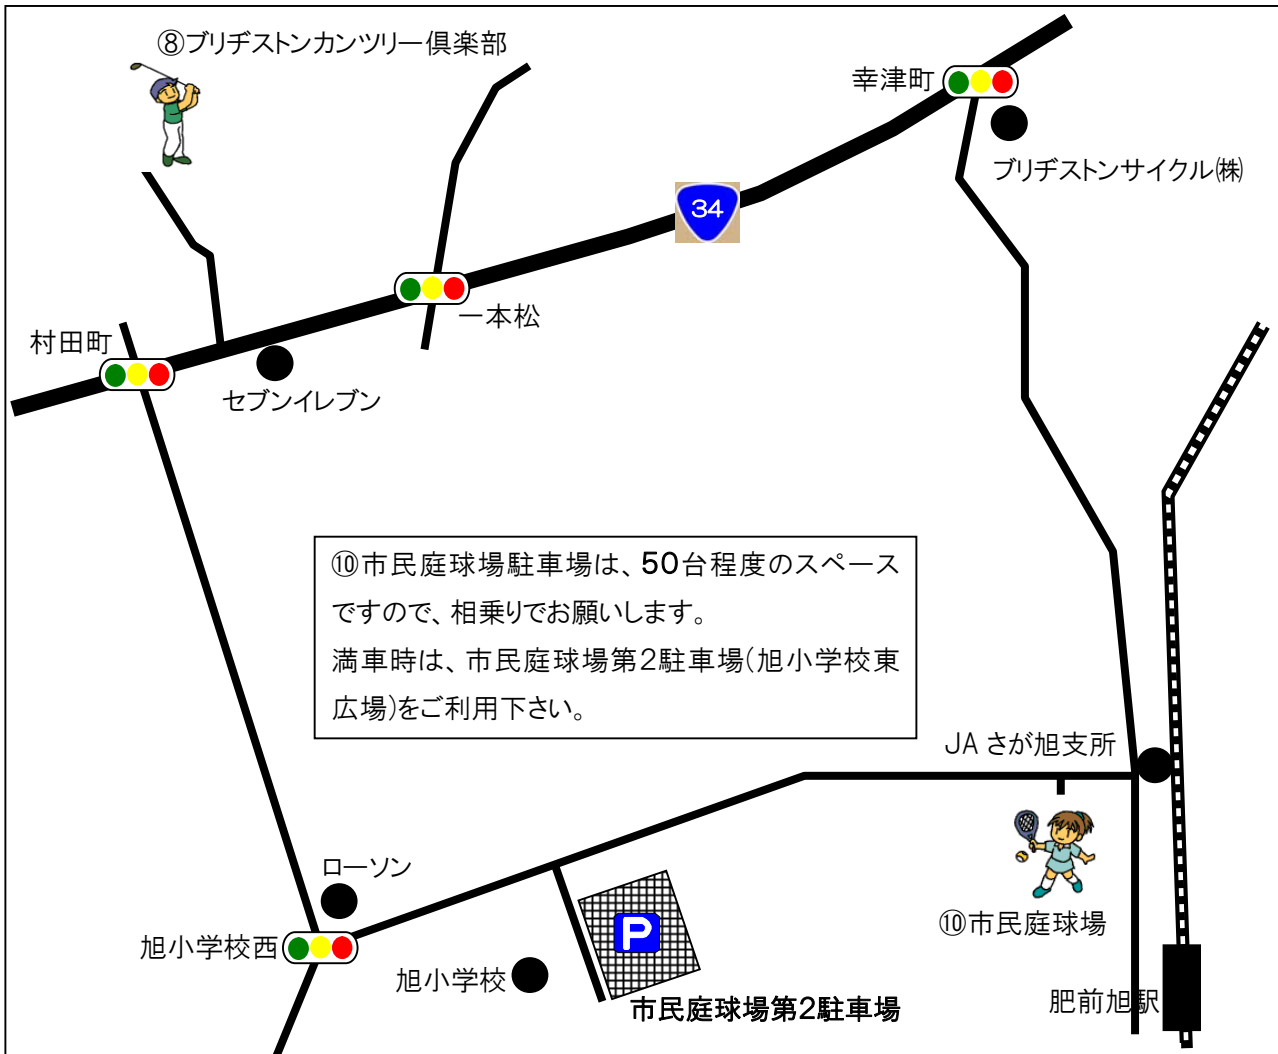 ⑧ブリヂストンカンツリー倶楽部
幸津町
ブリヂストンサイクル㈱
34
一本松
村田町
セブンイレブン
⑩市民庭球場駐車場は、50台程度のスペース
ですので、相乗りでお願いします。
満車時は、市民庭球場第2駐車場(旭小学校東
広場)をご利用下さい。
JA さが旭支所
ローソン
⑩市民庭球場
旭小学校西
P
旭小学校
肥前旭駅
市民庭球場第2駐車場